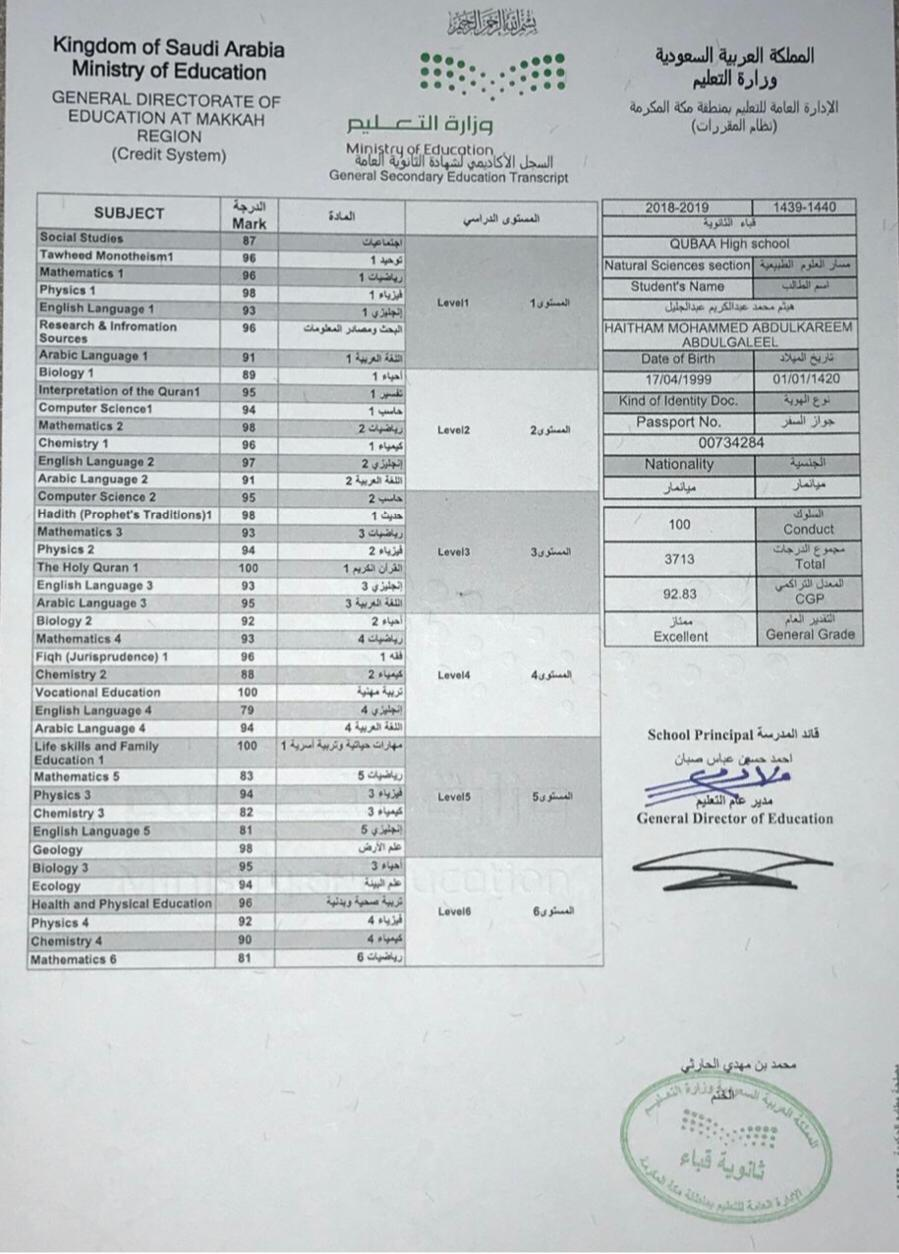 بسم الله الرحمن الرحيم
Kingdom of Saudi Arabia
Ministry of Education
GENERAL DIRECTORATE OF
EDUCATION AT MAKKAH
REGION
(Credit System)
وزارة التعليم
Ministry of Education
السجل الأكاديمي لشهادة الثانوية العامة
General Secondary Education Transcript
المملكة العربية السعودية
وزارة التعليم
الإدارة العامة للتعليم بمنطقة مكة المكرمة
(نظام المقررات)
SUBJECT الدرجة Mark المادة المستوى الدراسي
Social Studies 87 اجتماعيات
Tawheed Monotheism1 96 توحيد 1
Mathematics 1 96 رياضيات 1
Physics 1 98 فيزياء 1
Level1 المستوى1
English Language 1 93 إنجليزي 1
Research & Infromation Sources 96 البحث ومصادر المعلومات
Arabic Language 1 91 اللغة العربية 1
Biology 1 89 أحياء 1
Interpretation of the Quran1 95 تفسير 1
Computer Science1 94 حاسب 1
Mathematics 2 98 رياضيات 2
Level2 المستوى2
Chemistry 1 96 كيمياء 1
English Language 2 97 إنجليزي 2
Arabic Language 2 91 اللغة العربية 2
Computer Science 2 95 حاسب 2
Hadith (Prophet's Traditions)1 98 حديث 1
Mathematics 3 93 رياضيات 3
Physics 2 94 فيزياء 2
Level3 المستوى3
The Holy Quran 1 100 القرآن الكريم 1
English Language 3 93 إنجليزي 3
Arabic Language 3 95 اللغة العربية 3
Biology 2 92 أحياء 2
Mathematics 4 93 رياضيات 4
Fiqh (Jurisprudence) 1 96 فقه 1
Chemistry 2 88 كيمياء 2
Level4 المستوى4
Vocational Education 100 تربية مهنية
English Language 4 79 إنجليزي 4
Arabic Language 4 94 اللغة العربية 4
Life skills and Family Education 1 100 مهارات حياتية وتربية أسرية 1
Mathematics 5 83 رياضيات 5
Physics 3 94 فيزياء 3
Level5 المستوى5
Chemistry 3 82 كيمياء 3
English Language 5 81 إنجليزي 5
Geology 98 علم الأرض
Biology 3 95 أحياء 3
Ecology 94 علم البيئة
Health and Physical Education 96 تربية صحية وبدنية
Level6 المستوى6
Physics 4 92 فيزياء 4
Chemistry 4 90 كيمياء 4
Mathematics 6 81 رياضيات 6
2018-2019 1439-1440
قباء الثانوية
QUBAA High school
Natural Sciences section مسار العلوم الطبيعية
Student's Name اسم الطالب
هيثم محمد عبدالكريم عبدالجليل
HAITHAM MOHAMMED ABDULKAREEM
ABDULGALEEL
Date of Birth تاريخ الميلاد
17/04/1999 01/01/1420
Kind of Identity Doc. نوع الهوية
Passport No. جواز السفر
00734284
Nationality الجنسية
ميانمار ميانمار
100 السلوك Conduct
3713 مجموع الدرجات Total
92.83 المعدل التراكمي CGP
ممتاز Excellent التقدير العام General Grade
School Principal قائد المدرسة
احمد حسين عباس صبان
مدير عام التعليم
General Director of Education
محمد بن مهدي الحارثي
الختم
المملكة العربية السعودية وزارة التعليم
ثانوية قباء
الإدارة العامة للتعليم بمنطقة مكة المكرمة